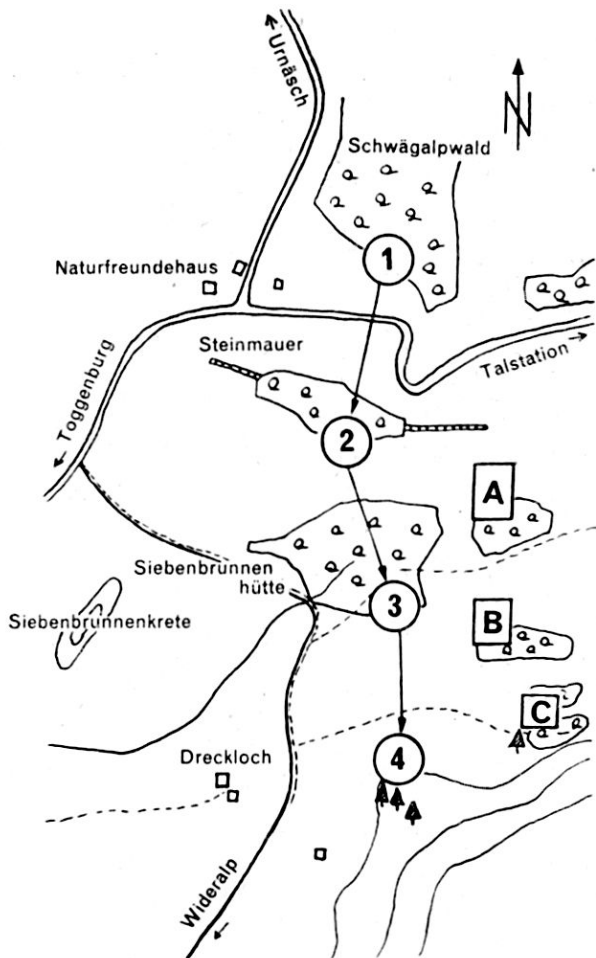 Urnäsch
N
Schwägalpwald
1
Naturfreundehaus
Steinmauer
Talstation
Toggenburg
2
A
Siebenbrunnen
hütte
3
Siebenbrunnenkrete
B
C
Dreckloch
4
Wideralp